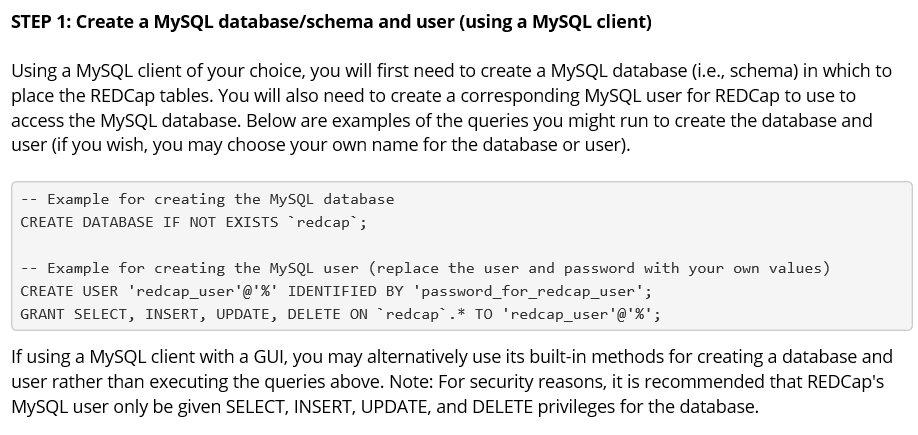 STEP 1: Create a MySQL database/schema and user (using a MySQL client)
Using a MySQL client of your choice, you will first need to create a MySQL database (i.e., schema) in which to
place the REDCap tables. You will also need to create a corresponding MySQL user for REDCap to use to
access the MySQL database. Below are examples of the queries you might run to create the database and
user (if you wish, you may choose your own name for the database or user).
-- Example for creating the MySQL database
CREATE DATABASE IF NOT EXISTS `redcap`;
-- Example for creating the MySQL user (replace the user and password with your own values)
CREATE USER 'redcap_user'@'%' IDENTIFIED BY 'password_for_redcap_user';
GRANT SELECT, INSERT, UPDATE, DELETE ON `redcap`.* TO 'redcap_user'@'%';
If using a MySQL client with a GUI, you may alternatively use its built-in methods for creating a database and
user rather than executing the queries above. Note: For security reasons, it is recommended that REDCap's
MySQL user only be given SELECT, INSERT, UPDATE, and DELETE privileges for the database.